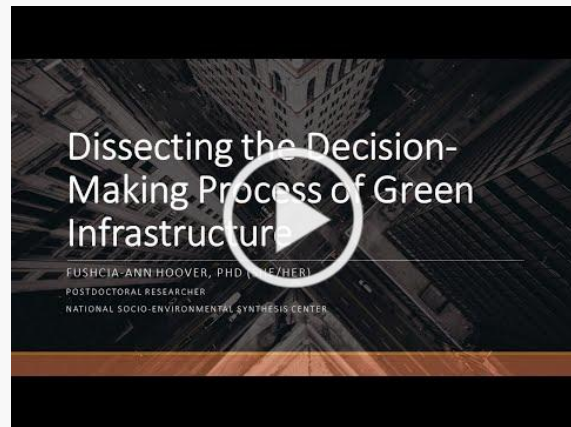 Dissecting the Decision-
Making Process of Green
Infrastructure
FUSHCIA-ANN HOOVER, PHD (SHE/HER)
POSTDOCTORAL RESEARCHER
NATIONAL SOCIO-ENVIRONMENTAL SYNTHESIS CENTER